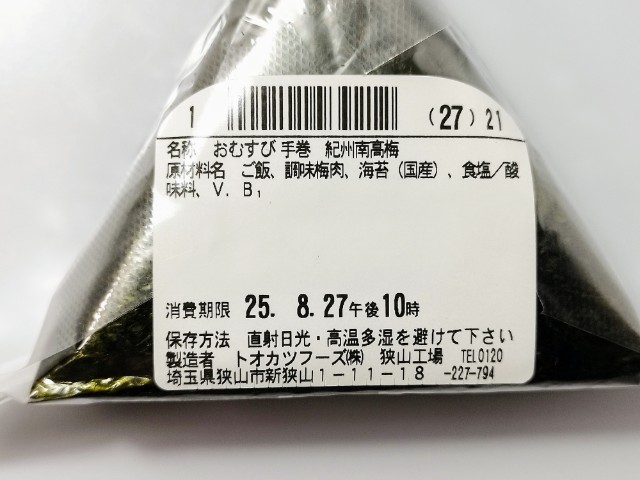 1 (27) 21
名称 おむすび 手巻 紀州南高梅
原材料名 ご飯、調味梅肉、海苔(国産)、食塩/酸
味料、V.B₁
消費期限 25. 8. 27午後10時
保存方法 直射日光・高温多湿を避けて下さい
製造者 トオカツフーズ㈱ 狭山工場 TEL0120
埼玉県狭山市新狭山1-11-18 -227-794